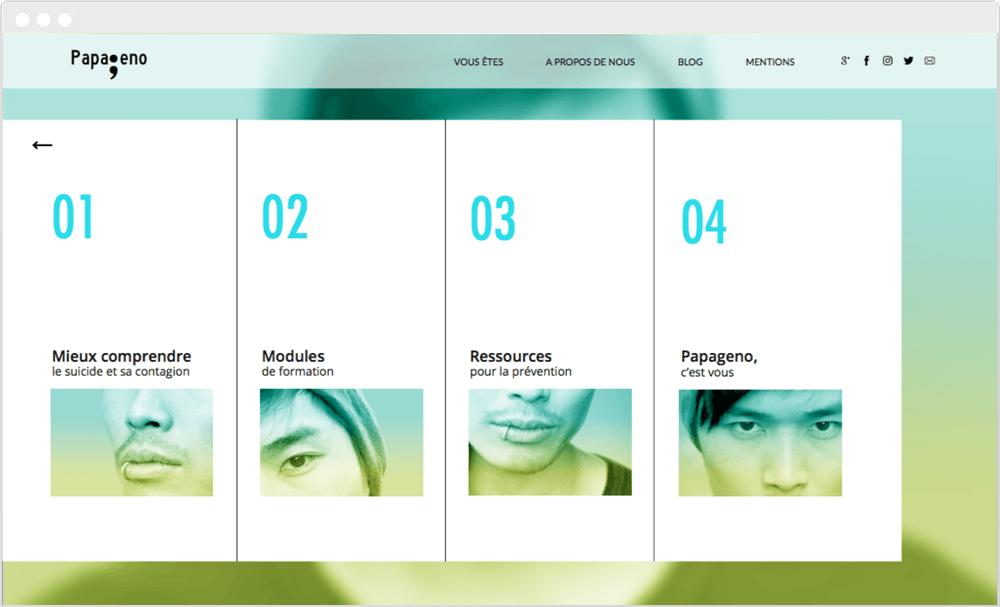 Papageno
VOUS ÊTES
A PROPOS DE NOUS
BLOG
MENTIONS
01
02
03
04
Mieux comprendre
le suicide et sa contagion
Modules
de formation
Ressources
pour la prévention
Papageno,
c'est vous